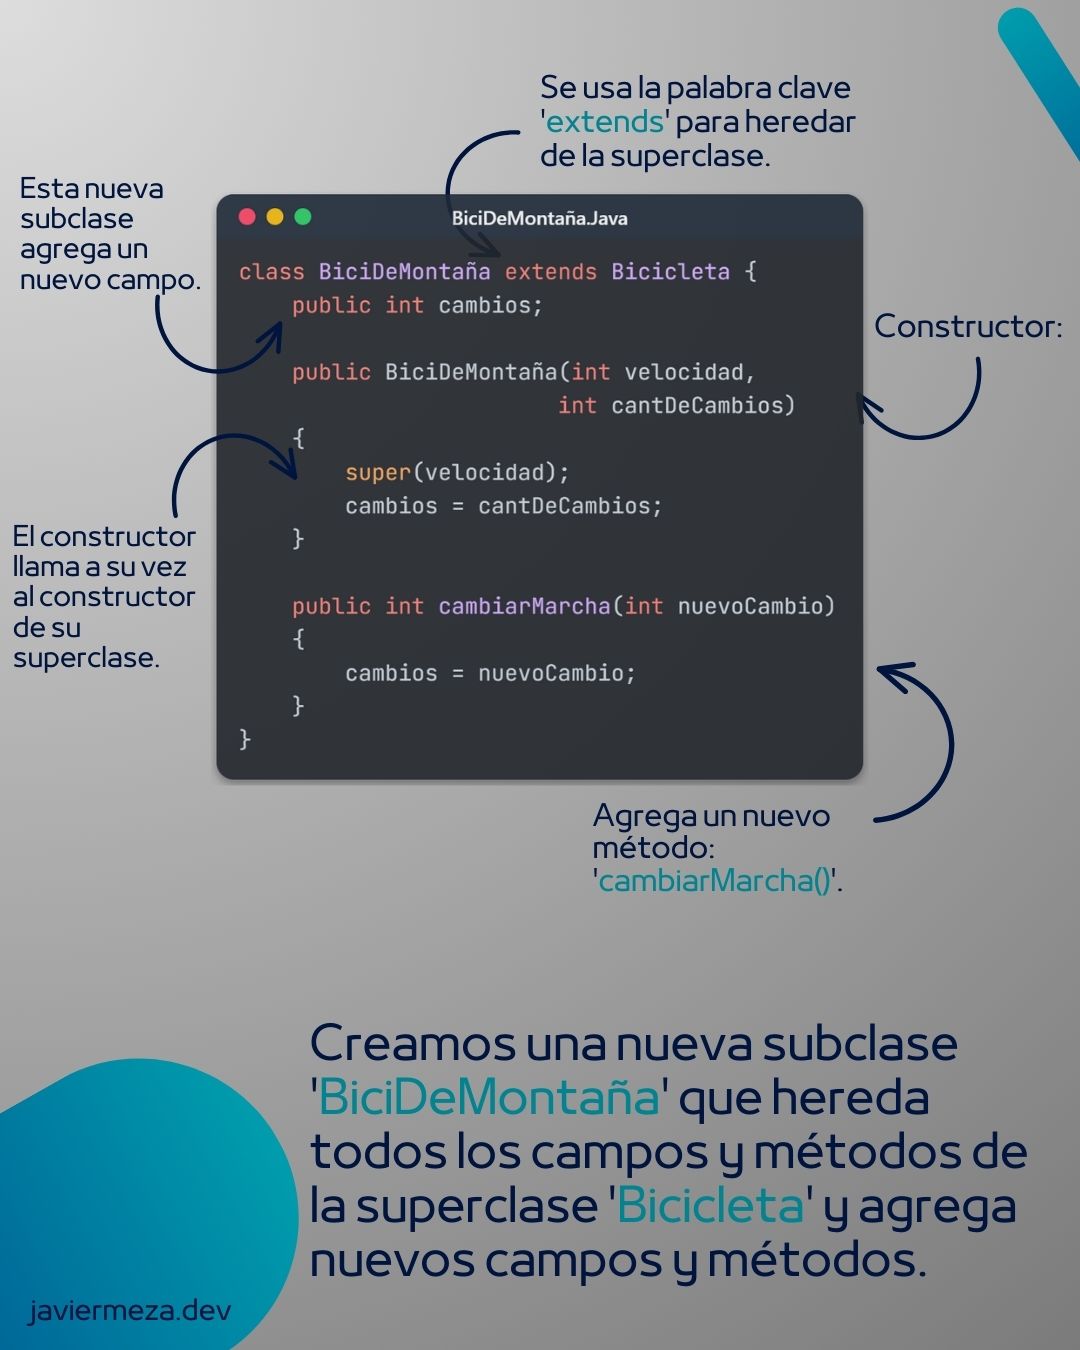 Se usa la palabra clave
'extends' para heredar
de la superclase.
Esta nueva
subclase
agrega un
nuevo campo.
BiciDeMontaña.Java
class BiciDeMontaña extends Bicicleta {
    public int cambios;
    public BiciDeMontaña(int velocidad,
                        int cantDeCambios)
    {
        super(velocidad);
        cambios = cantDeCambios;
    }
    public int cambiarMarcha(int nuevoCambio)
    {
        cambios = nuevoCambio;
    }
}
Constructor:
El constructor
llama a su vez
al constructor
de su
superclase.
Agrega un nuevo
método:
'cambiarMarcha()'.
Creamos una nueva subclase
'BiciDeMontaña' que hereda
todos los campos y métodos de
la superclase 'Bicicleta' y agrega
nuevos campos y métodos.
javiermeza.dev